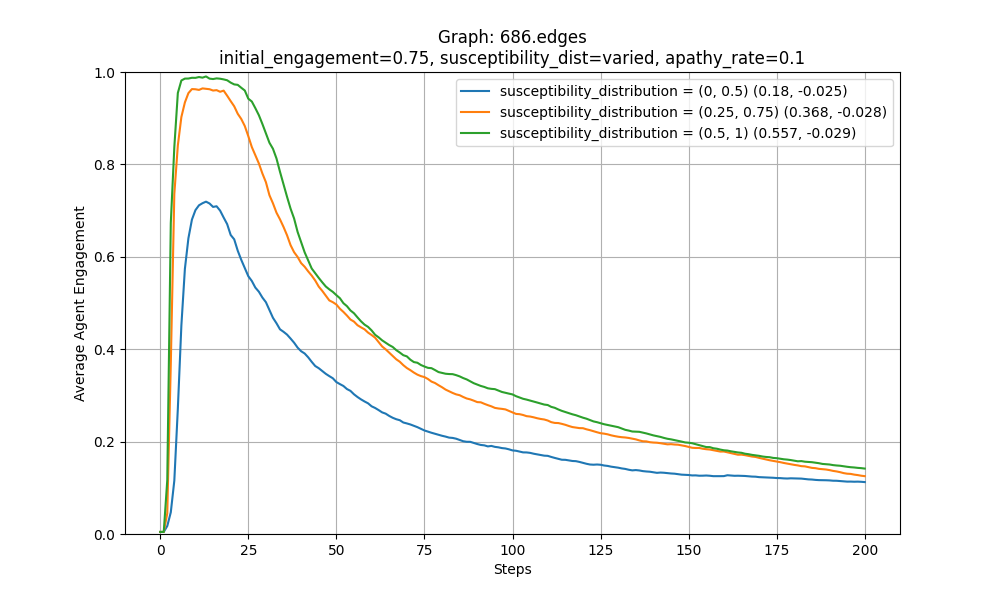 Graph: 686.edges
initial_engagement=0.75, susceptibility_dist=varied, apathy_rate=0.1
susceptibility_distribution = (0, 0.5) (0.18, -0.025)
susceptibility_distribution = (0.25, 0.75) (0.368, -0.028)
susceptibility_distribution = (0.5, 1) (0.557, -0.029)
Average Agent Engagement
1.0
0.8
0.6
0.4
0.2
0.0
0 25 50 75 100 125 150 175 200
Steps